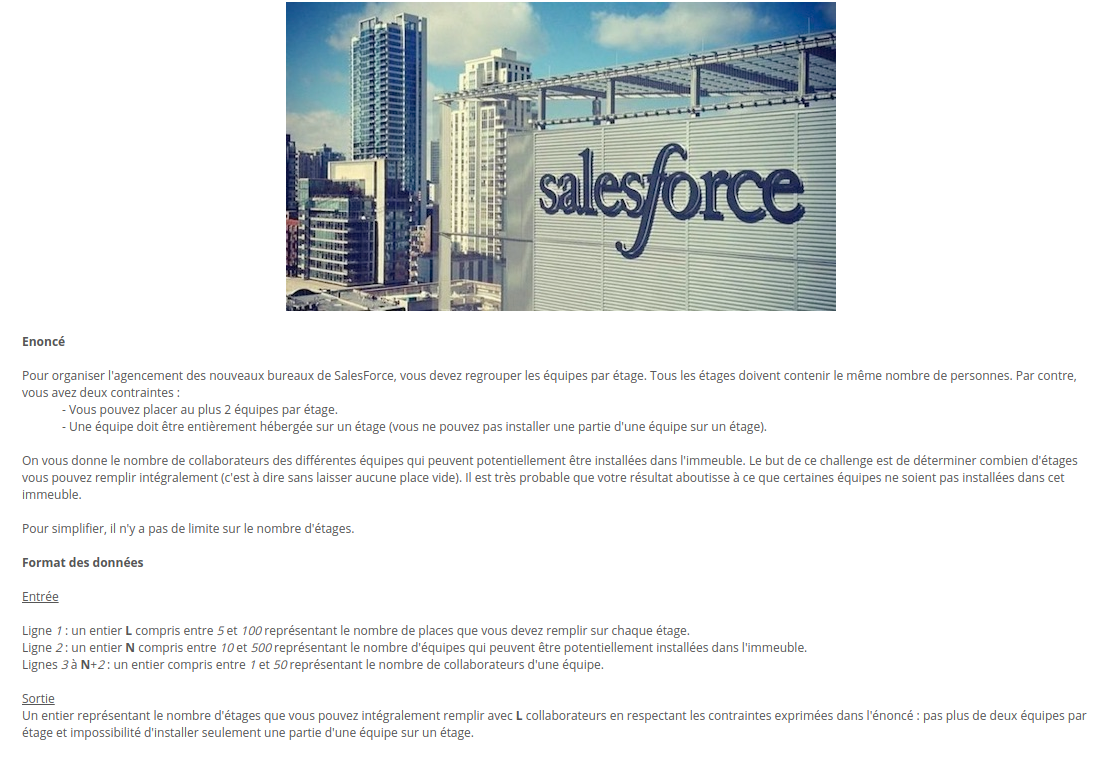 salesforce
Enoncé
Pour organiser l'agencement des nouveaux bureaux de SalesForce, vous devez regrouper les équipes par étage. Tous les étages doivent contenir le même nombre de personnes. Par contre,
vous avez deux contraintes :
- Vous pouvez placer au plus 2 équipes par étage.
- Une équipe doit être entièrement hébergée sur un étage (vous ne pouvez pas installer une partie d'une équipe sur un étage).
On vous donne le nombre de collaborateurs des différentes équipes qui peuvent potentiellement être installées dans l'immeuble. Le but de ce challenge est de déterminer combien d'étages
vous pouvez remplir intégralement (c'est à dire sans laisser aucune place vide). Il est très probable que votre résultat aboutisse à ce que certaines équipes ne soient pas installées dans cet
immeuble.
Pour simplifier, il n'y a pas de limite sur le nombre d'étages.
Format des données
Entrée
Ligne 1 : un entier L compris entre 5 et 100 représentant le nombre de places que vous devez remplir sur chaque étage.
Ligne 2 : un entier N compris entre 10 et 500 représentant le nombre d'équipes qui peuvent être potentiellement installées dans l'immeuble.
Lignes 3 à N+2 : un entier compris entre 1 et 50 représentant le nombre de collaborateurs d'une équipe.
Sortie
Un entier représentant le nombre d'étages que vous pouvez intégralement remplir avec L collaborateurs en respectant les contraintes exprimées dans l'énoncé : pas plus de deux équipes par
étage et impossibilité d'installer seulement une partie d'une équipe sur un étage.